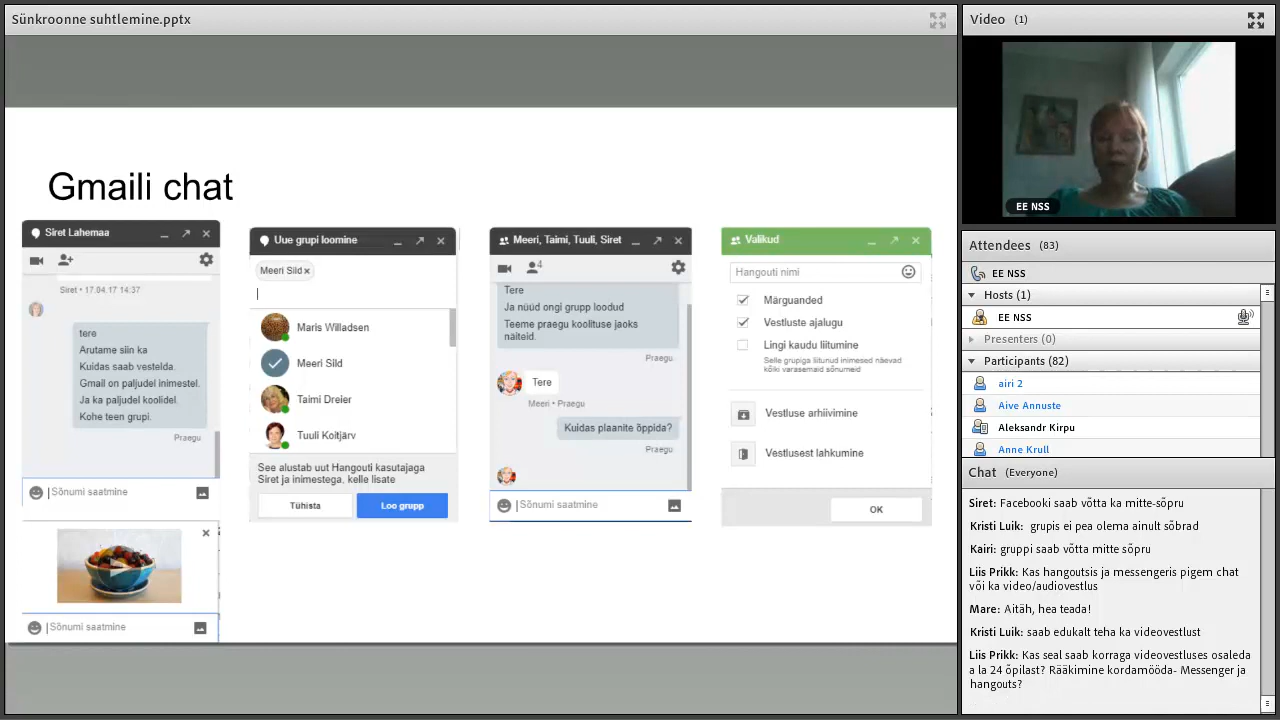 Sünkroonne suhtlemine.pptx
Gmaili chat
Siret Lahemaa
Siret • 17.04.17 14:37
tere
Arutame siin ka
Kuidas saab vestelda.
Gmail on paljudel inimestel.
Ja ka paljudel koolidel.
Kohe teen grupi.
Praegu
Sõnumi saatmine
Sõnumi saatmine
Uue grupi loomine
Meeri Sild
Maris Willadsen
Meeri Sild
Taimi Dreier
Tuuli Koitjärv
See alustab uut Hangouti kasutajaga
Siret ja inimestega, kelle lisate
Tühista
Loo grupp
Meeri, Taimi, Tuuli, Siret
4
Tere
Ja nüüd ongi grupp loodud
Teeme praegu koolituse jaoks
näiteid.
Praegu
Tere
Meeri • Praegu
Kuidas plaanite õppida?
Praegu
Sõnumi saatmine
Valikud
Hangouti nimi
Märguanded
Vestluste ajalugu
Lingi kaudu liitumine
Selle grupiga liitunud inimesed näevad
kõiki varasemaid sõnumeid
Vestluse arhiivimine
Vestlusest lahkumine
OK
Video (1)
EE NSS
Attendees (83)
EE NSS
Hosts (1)
EE NSS
Presenters (0)
Participants (82)
airi 2
Aive Annuste
Aleksandr Kirpu
Anne Krull
Chat (Everyone)
Siret: Facebooki saab võtta ka mitte-sõpru
Kristi Luik: grupis ei pea olema ainult sõbrad
Kairi: gruppi saab võtta mitte sõpru
Liis Prikk: Kas hangoutsis ja messengeris pigem chat
või ka video/audiovestlus
Mare: Aitäh, hea teada!
Kristi Luik: saab edukalt teha ka videovestlust
Liis Prikk: Kas seal saab korraga videovestluses osaleda
a la 24 õpilast? Rääkimine kordamööda- Messenger ja
hangouts?